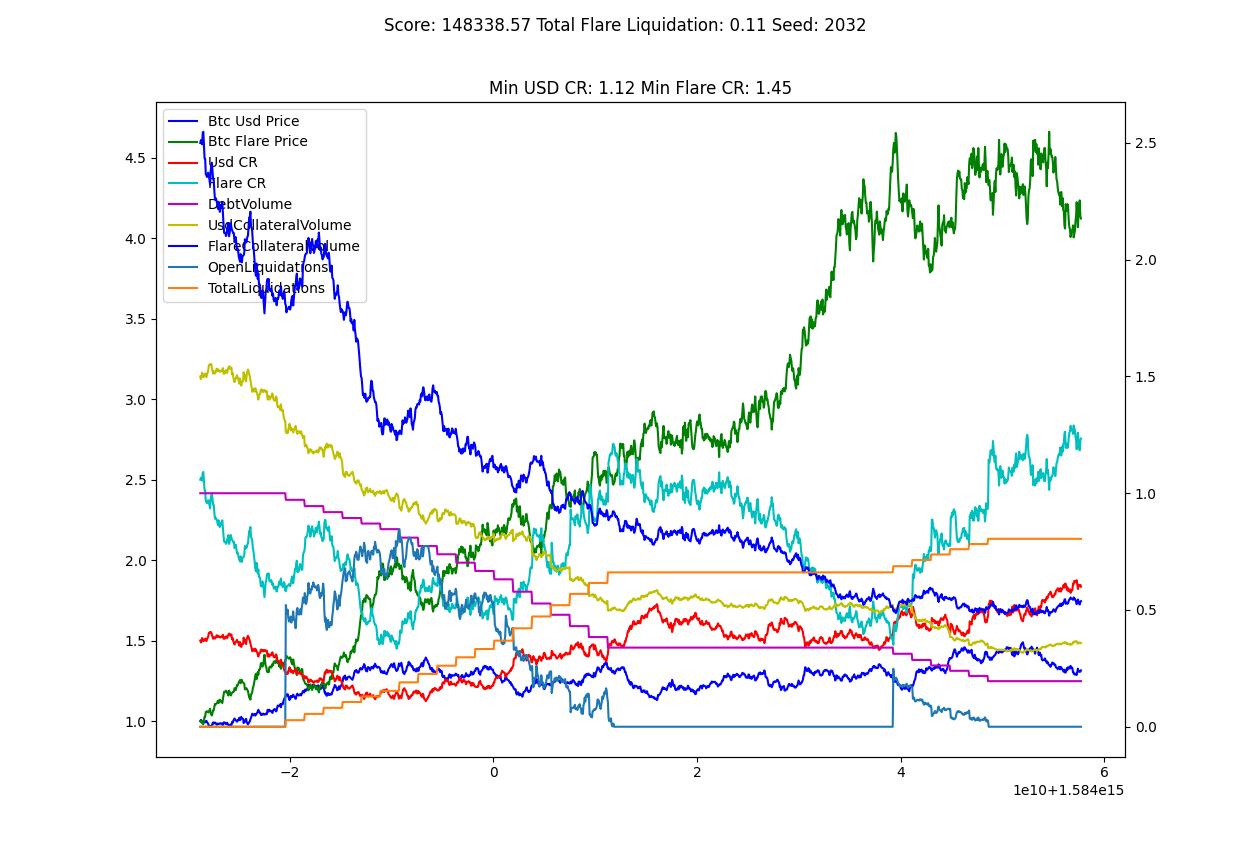 Score: 148338.57 Total Flare Liquidation: 0.11 Seed: 2032
Min USD CR: 1.12 Min Flare CR: 1.45
Btc Usd Price
Btc Flare Price
Usd CR
Flare CR
DebtVolume
UsdCollateralVolume
FlareCollateralVolume
OpenLiquidations
TotalLiquidations
4.5
4.0
3.5
3.0
2.5
2.0
1.5
1.0
2.5
2.0
1.5
1.0
0.5
0.0
−2
0
2
4
6
1e10+1.584e15